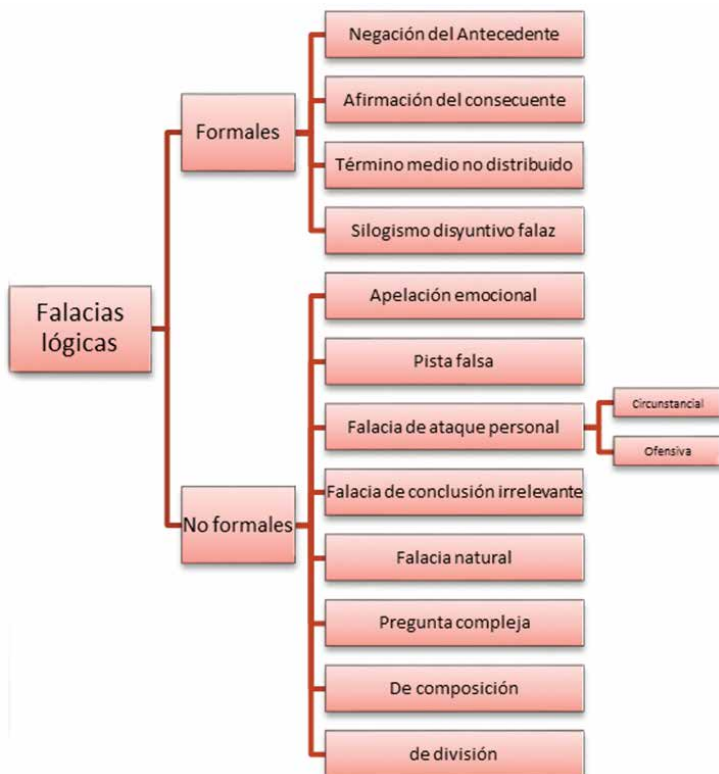 Falacias
lógicas
Formales
Negación del Antecedente
Afirmación del consecuente
Término medio no distribuido
Silogismo disyuntivo falaz
No formales
Apelación emocional
Pista falsa
Falacia de ataque personal
Circunstancial
Ofensiva
Falacia de conclusión irrelevante
Falacia natural
Pregunta compleja
De composición
de división